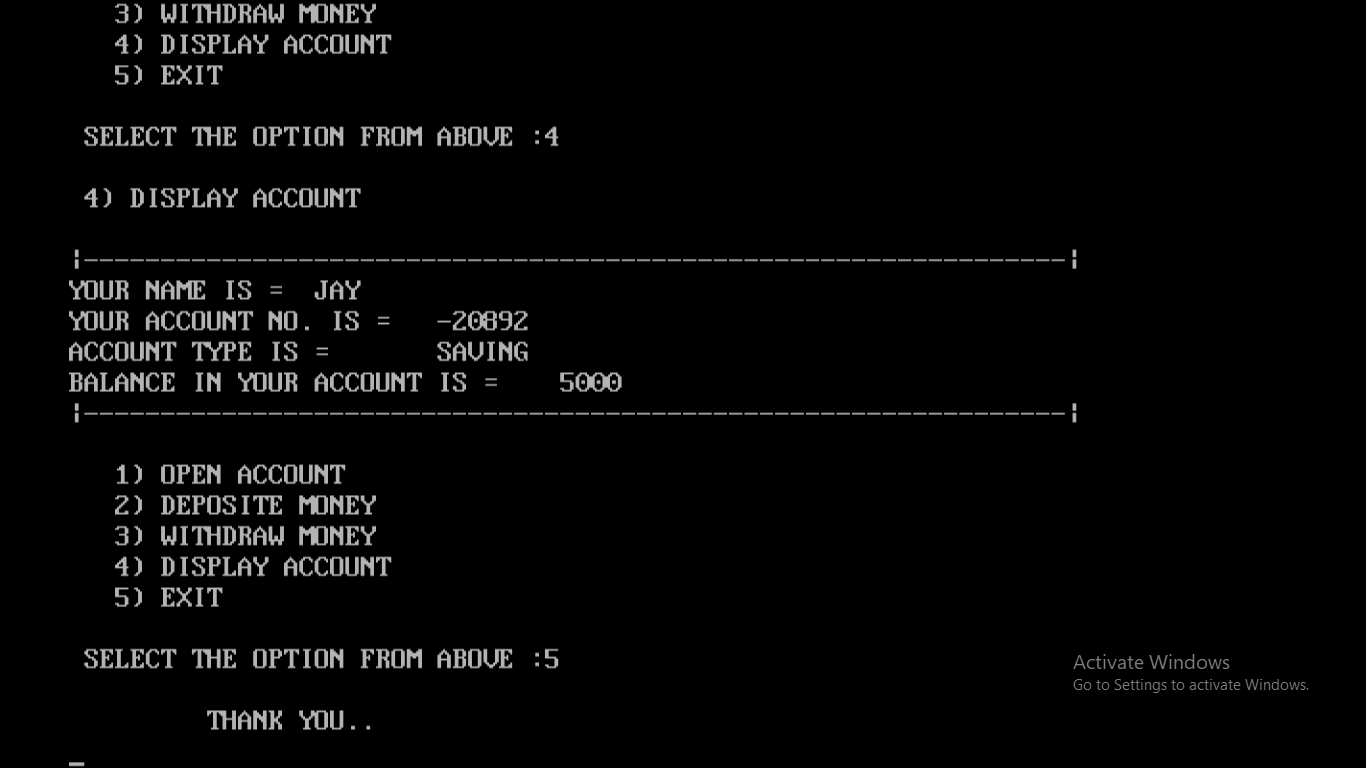 3) WITHDRAW MONEY
4) DISPLAY ACCOUNT
5) EXIT
SELECT THE OPTION FROM ABOVE :4
4) DISPLAY ACCOUNT
¦----------------------------------------------------------------¦
YOUR NAME IS =  JAY
YOUR ACCOUNT NO. IS =   -20892
ACCOUNT TYPE IS =       SAVING
BALANCE IN YOUR ACCOUNT IS =    5000
¦----------------------------------------------------------------¦
1) OPEN ACCOUNT
2) DEPOSITE MONEY
3) WITHDRAW MONEY
4) DISPLAY ACCOUNT
5) EXIT
SELECT THE OPTION FROM ABOVE :5
THANK YOU..
_
Activate Windows
Go to Settings to activate Windows.